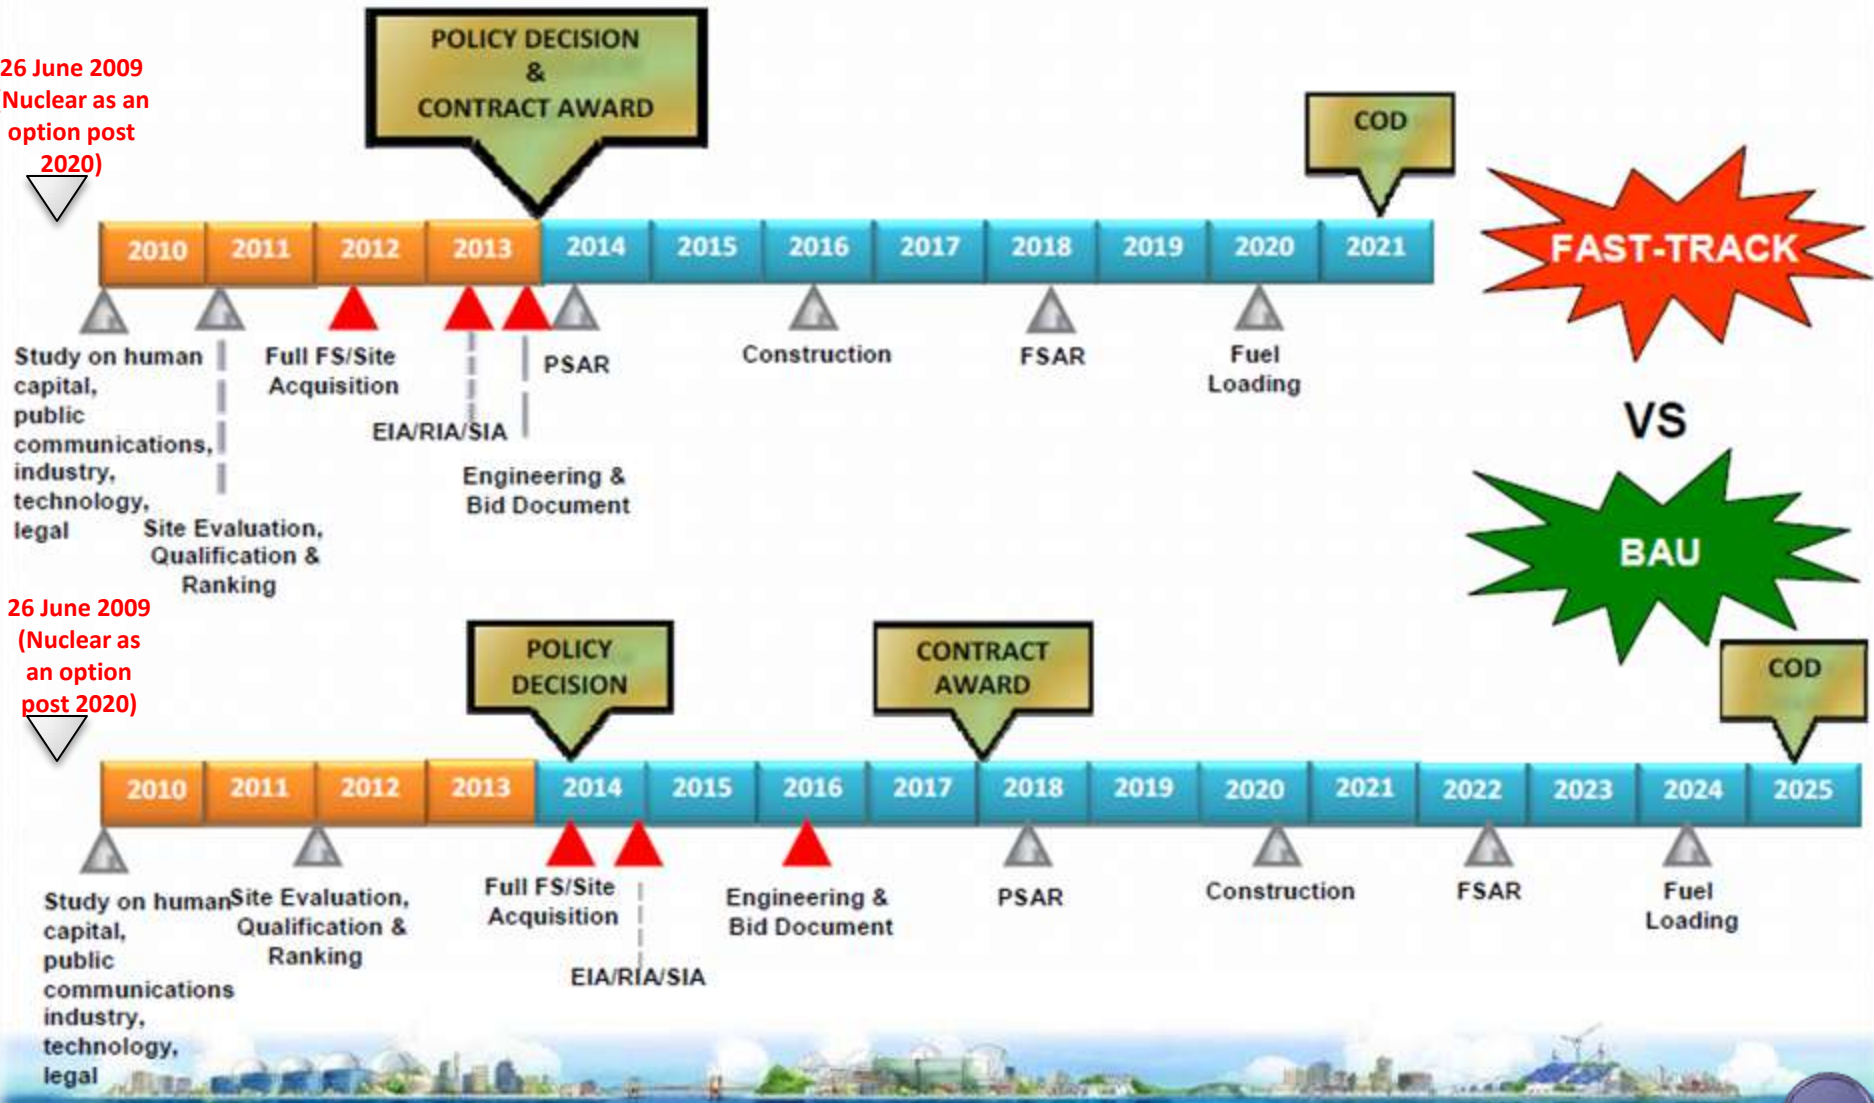 POLICY DECISION
&
CONTRACT AWARD
26 June 2009
(Nuclear as an
option post
2020)
COD
2010 2011 2012 2013 2014 2015 2016 2017 2018 2019 2020 2021
FAST-TRACK
Study on human
capital,
public
communications,
industry,
technology,
legal
Site Evaluation,
Qualification &
Ranking
Full FS/Site
Acquisition
EIA/RIA/SIA
Engineering &
Bid Document
PSAR
Construction
FSAR
Fuel
Loading
VS
BAU
26 June 2009
(Nuclear as
an option
post 2020)
POLICY
DECISION
CONTRACT
AWARD
COD
2010 2011 2012 2013 2014 2015 2016 2017 2018 2019 2020 2021 2022 2023 2024 2025
Study on human
capital,
public
communications
industry,
technology,
legal
Site Evaluation,
Qualification &
Ranking
Full FS/Site
Acquisition
EIA/RIA/SIA
Engineering &
Bid Document
PSAR
Construction
FSAR
Fuel
Loading